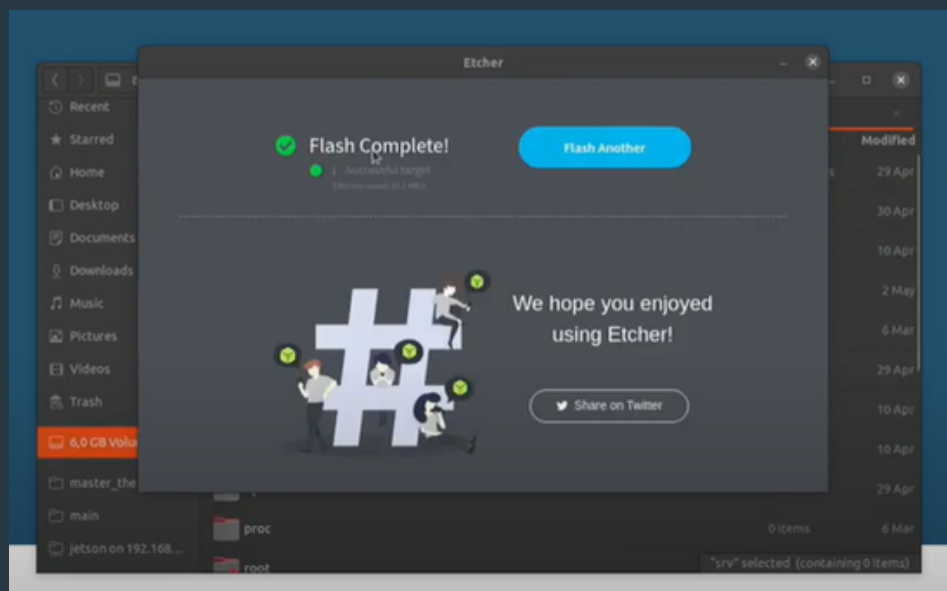 Etcher
Recent
Starred
Home
Desktop
Documents
Downloads
Music
Pictures
Videos
Trash
6,0 GB Volu
master_the
main
jetson on 192.168...
Flash Complete!
1 Successful target
Flash Another
We hope you enjoyed
using Etcher!
Share on Twitter
Modified
29 Apr
30 Apr
10 Apr
2 May
6 Mar
29 Apr
10 Apr
10 Apr
29 Apr
proc 0 items 6 Mar
root
"srv" selected (containing 0 items)